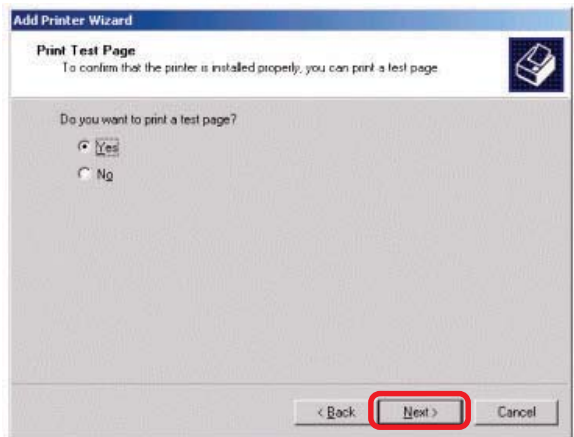 Add Printer Wizard
Print Test Page
To confirm that the printer is installed properly, you can print a test page
Do you want to print a test page?
Yes
No
< Back
Next >
Cancel